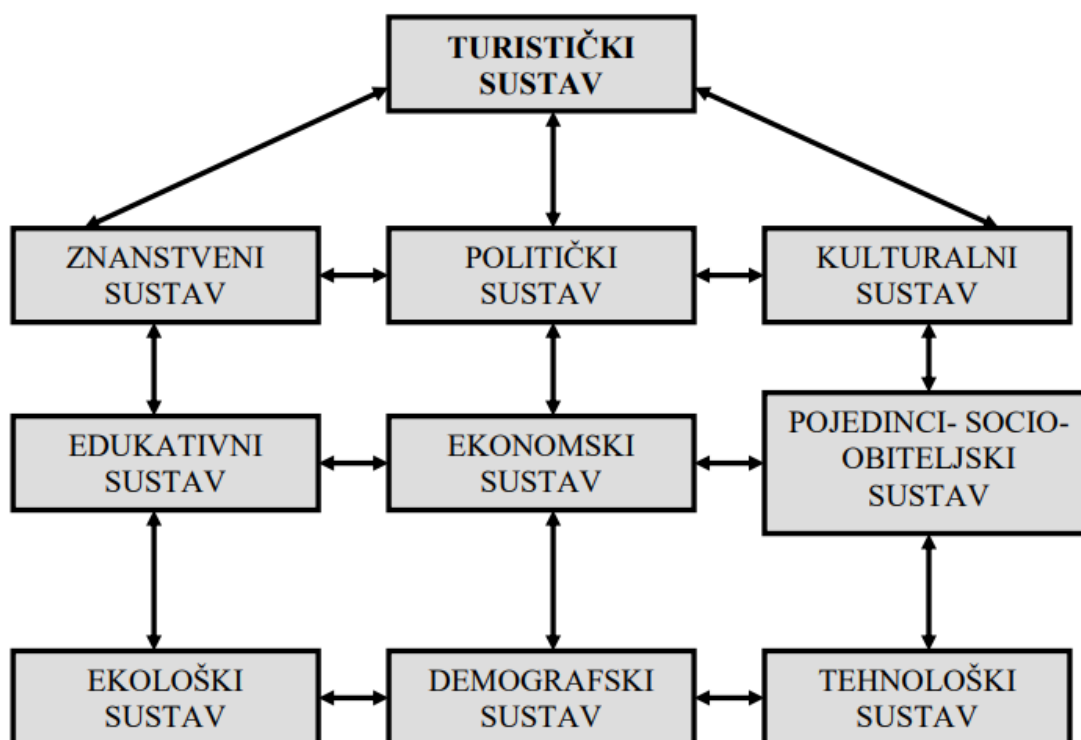 TURISTIČKI
SUSTAV
ZNANSTVENI
SUSTAV
POLITIČKI
SUSTAV
KULTURALNI
SUSTAV
EDUKATIVNI
SUSTAV
EKONOMSKI
SUSTAV
POJEDINCI- SOCIO-
OBITELJSKI
SUSTAV
EKOLOŠKI
SUSTAV
DEMOGRAFSKI
SUSTAV
TEHNOLOŠKI
SUSTAV